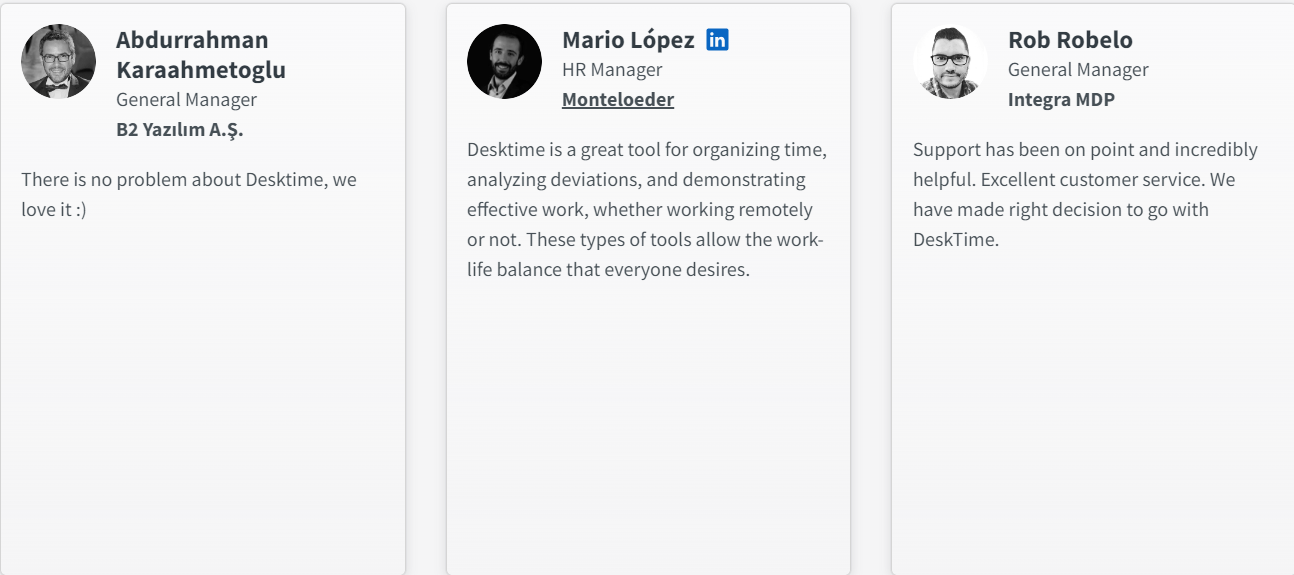 Abdurrahman
Karaahmetoglu
General Manager
B2 Yazılım A.Ş.
There is no problem about Desktime, we
love it :)
Mario López in
HR Manager
Monteloeder
Desktime is a great tool for organizing time,
analyzing deviations, and demonstrating
effective work, whether working remotely
or not. These types of tools allow the work-
life balance that everyone desires.
Rob Robelo
General Manager
Integra MDP
Support has been on point and incredibly
helpful. Excellent customer service. We
have made right decision to go with
DeskTime.